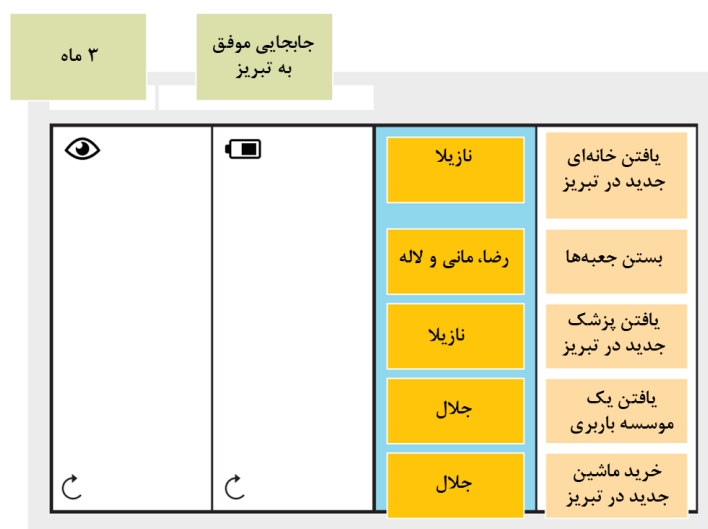 جابجایی موفق
به تبریز
۳ ماه
یافتن خانه‌ای
جدید در تبریز
نازیلا
بستن جعبه‌ها
رضا، مانی و لاله
یافتن پزشک
جدید در تبریز
نازیلا
یافتن یک
موسسه باربری
جلال
خرید ماشین
جدید در تبریز
جلال